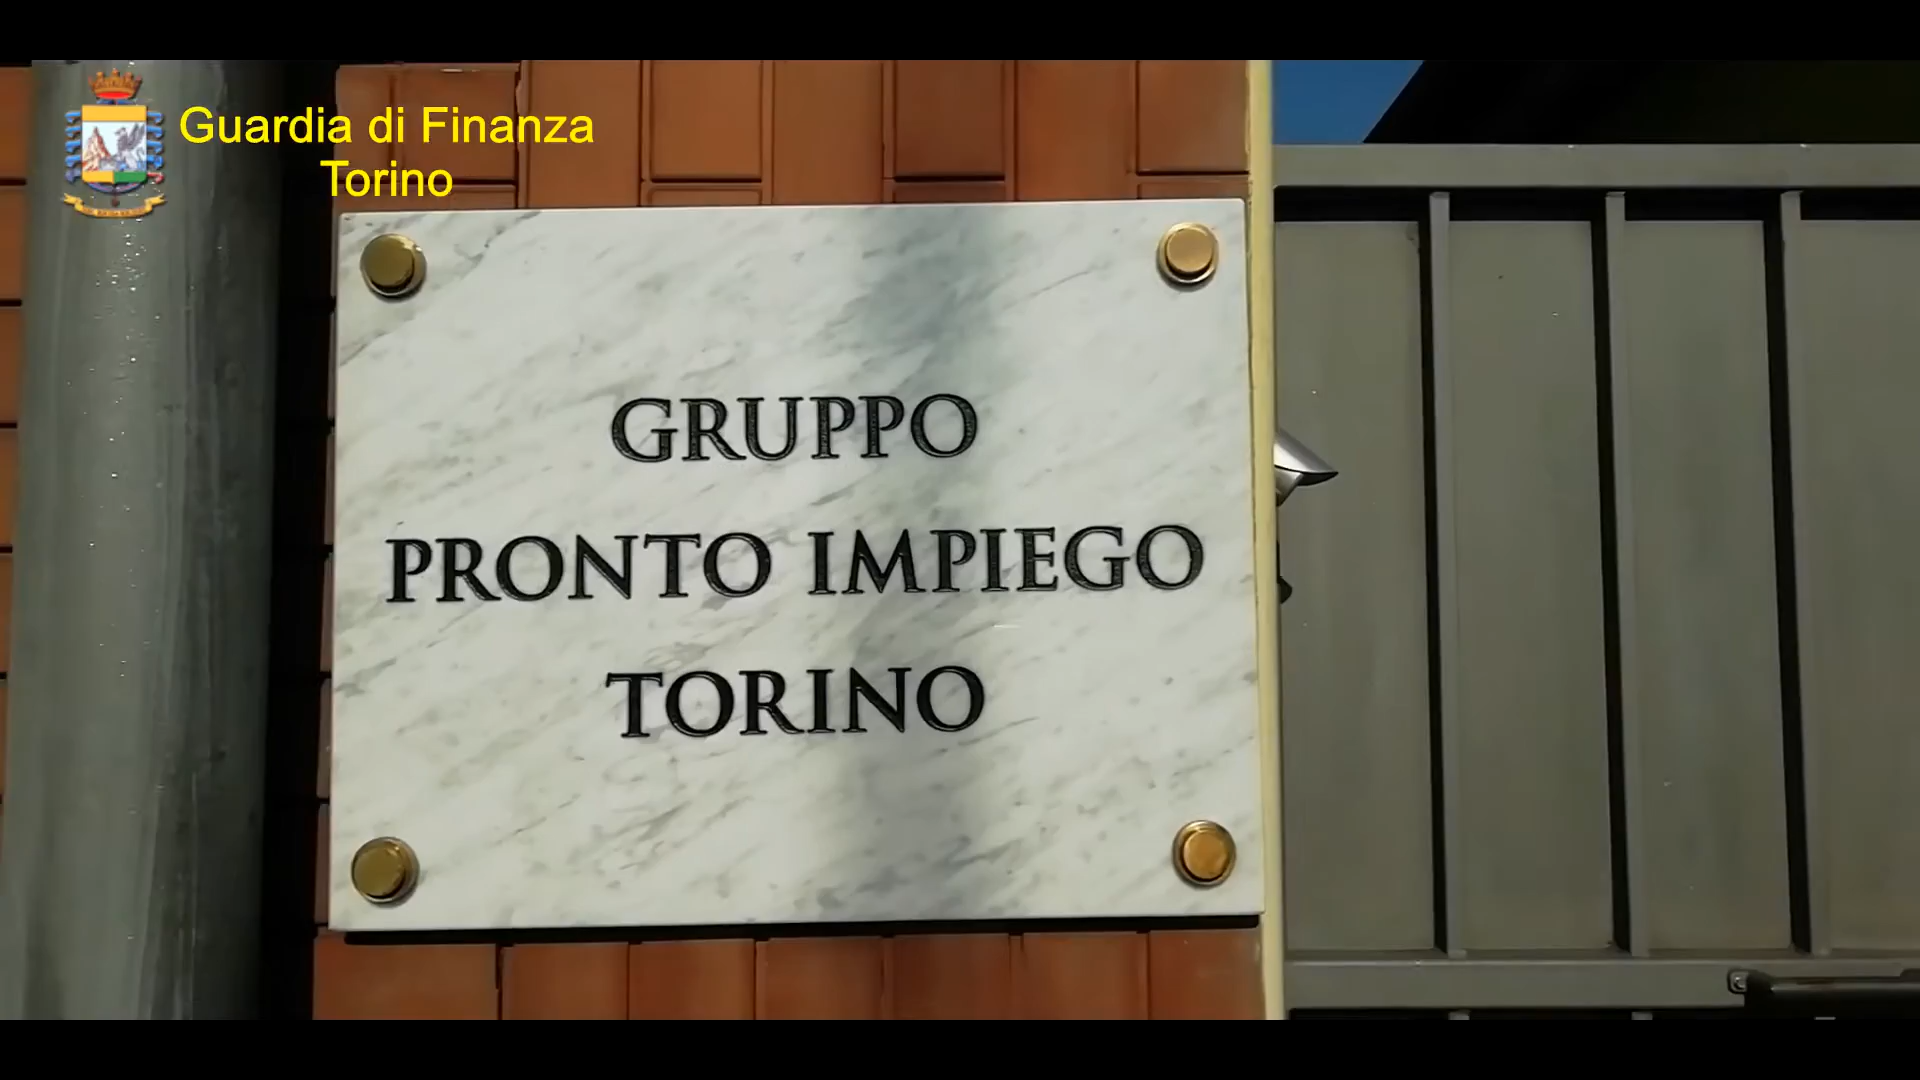 Guardia di Finanza
Torino
GRUPPO
PRONTO IMPIEGO
TORINO